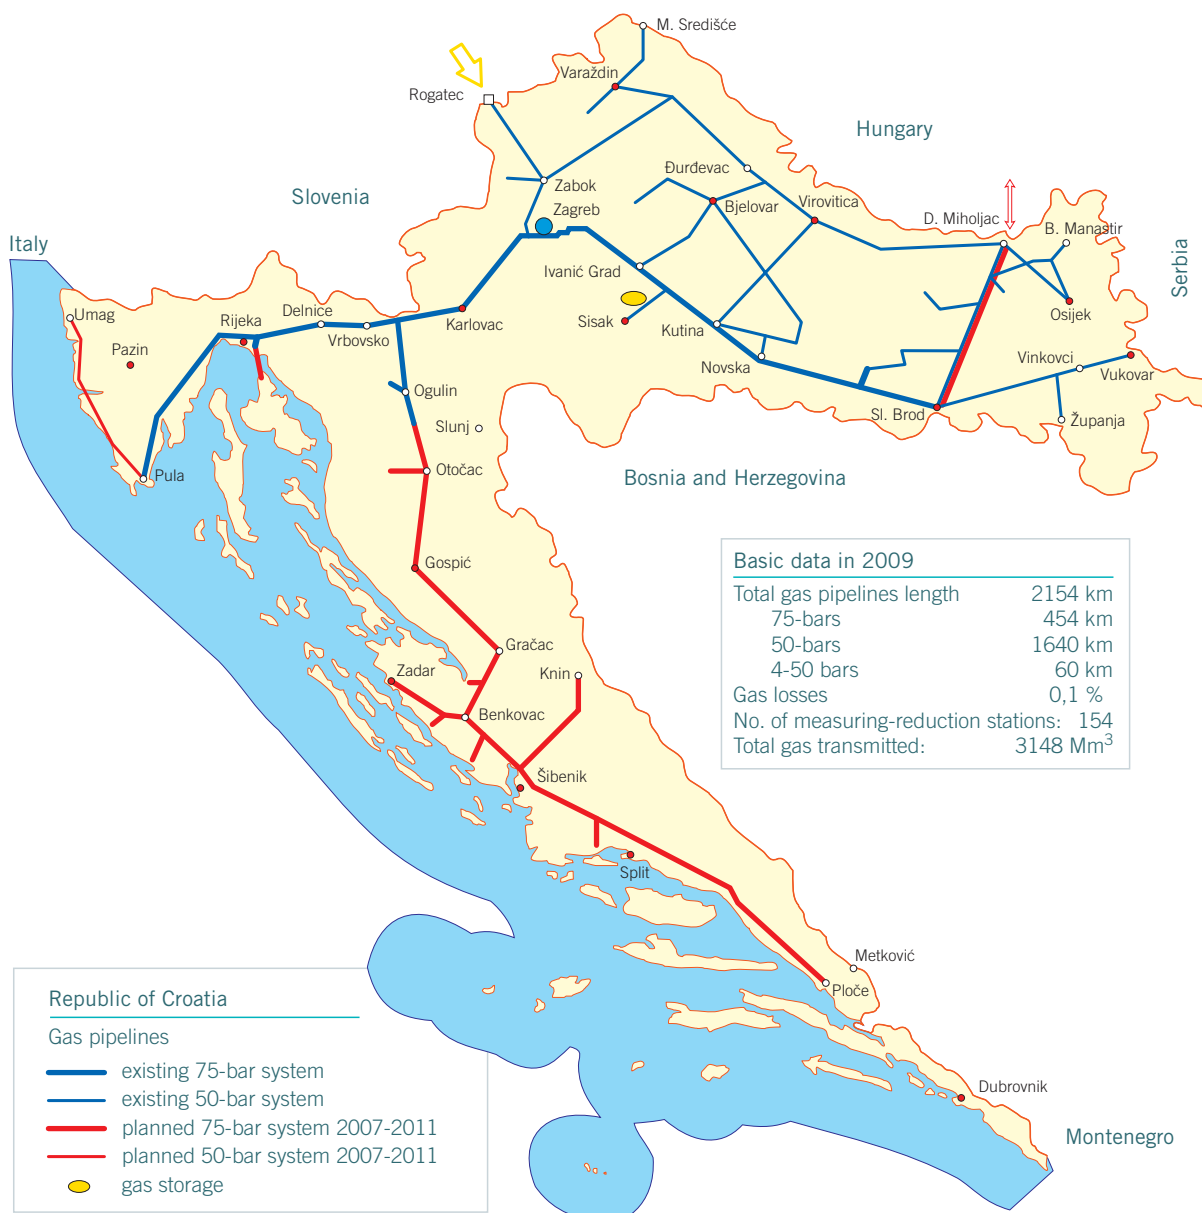 M. Središće
Varaždin
Rogatec
Hungary
Đurđevac
Zabok
Slovenia
Zagreb
Bjelovar
Virovitica
D. Miholjac
B. Manastir
Italy
Serbia
Ivanić Grad
Umag
Rijeka
Delnice
Vrbovsko
Karlovac
Sisak
Kutina
Osijek
Pazin
Novska
Vinkovci
Vukovar
Ogulin
Sl. Brod
Županja
Slunj
Pula
Otočac
Bosnia and Herzegovina
Gospić
Basic data in 2009
Total gas pipelines length 2154 km
75-bars 454 km
50-bars 1640 km
4-50 bars 60 km
Gas losses 0,1 %
No. of measuring-reduction stations: 154
Total gas transmitted: 3148 Mm³
Gračac
Zadar
Knin
Benkovac
Šibenik
Split
Metković
Ploče
Dubrovnik
Montenegro
Republic of Croatia
Gas pipelines
existing 75-bar system
existing 50-bar system
planned 75-bar system 2007-2011
planned 50-bar system 2007-2011
gas storage